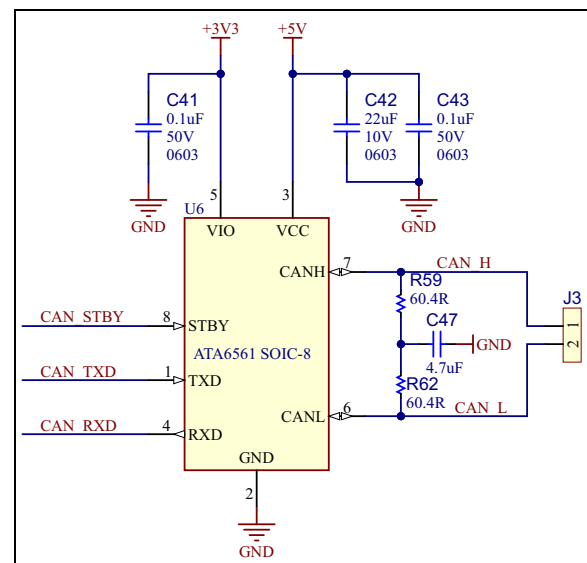 +3V3
+5V
C41
0.1uF
50V
0603
C42
22uF
10V
0603
C43
0.1uF
50V
0603
GND
GND
5
3
U6
VIO
VCC
CANH
7
CAN_H
R59
60.4R
J3
1
2
CAN_STBY
8
STBY
C47
GND
4.7uF
ATA6561 SOIC-8
CAN_TXD
1
TXD
R62
60.4R
CANL
6
CAN_L
CAN_RXD
4
RXD
GND
2
GND